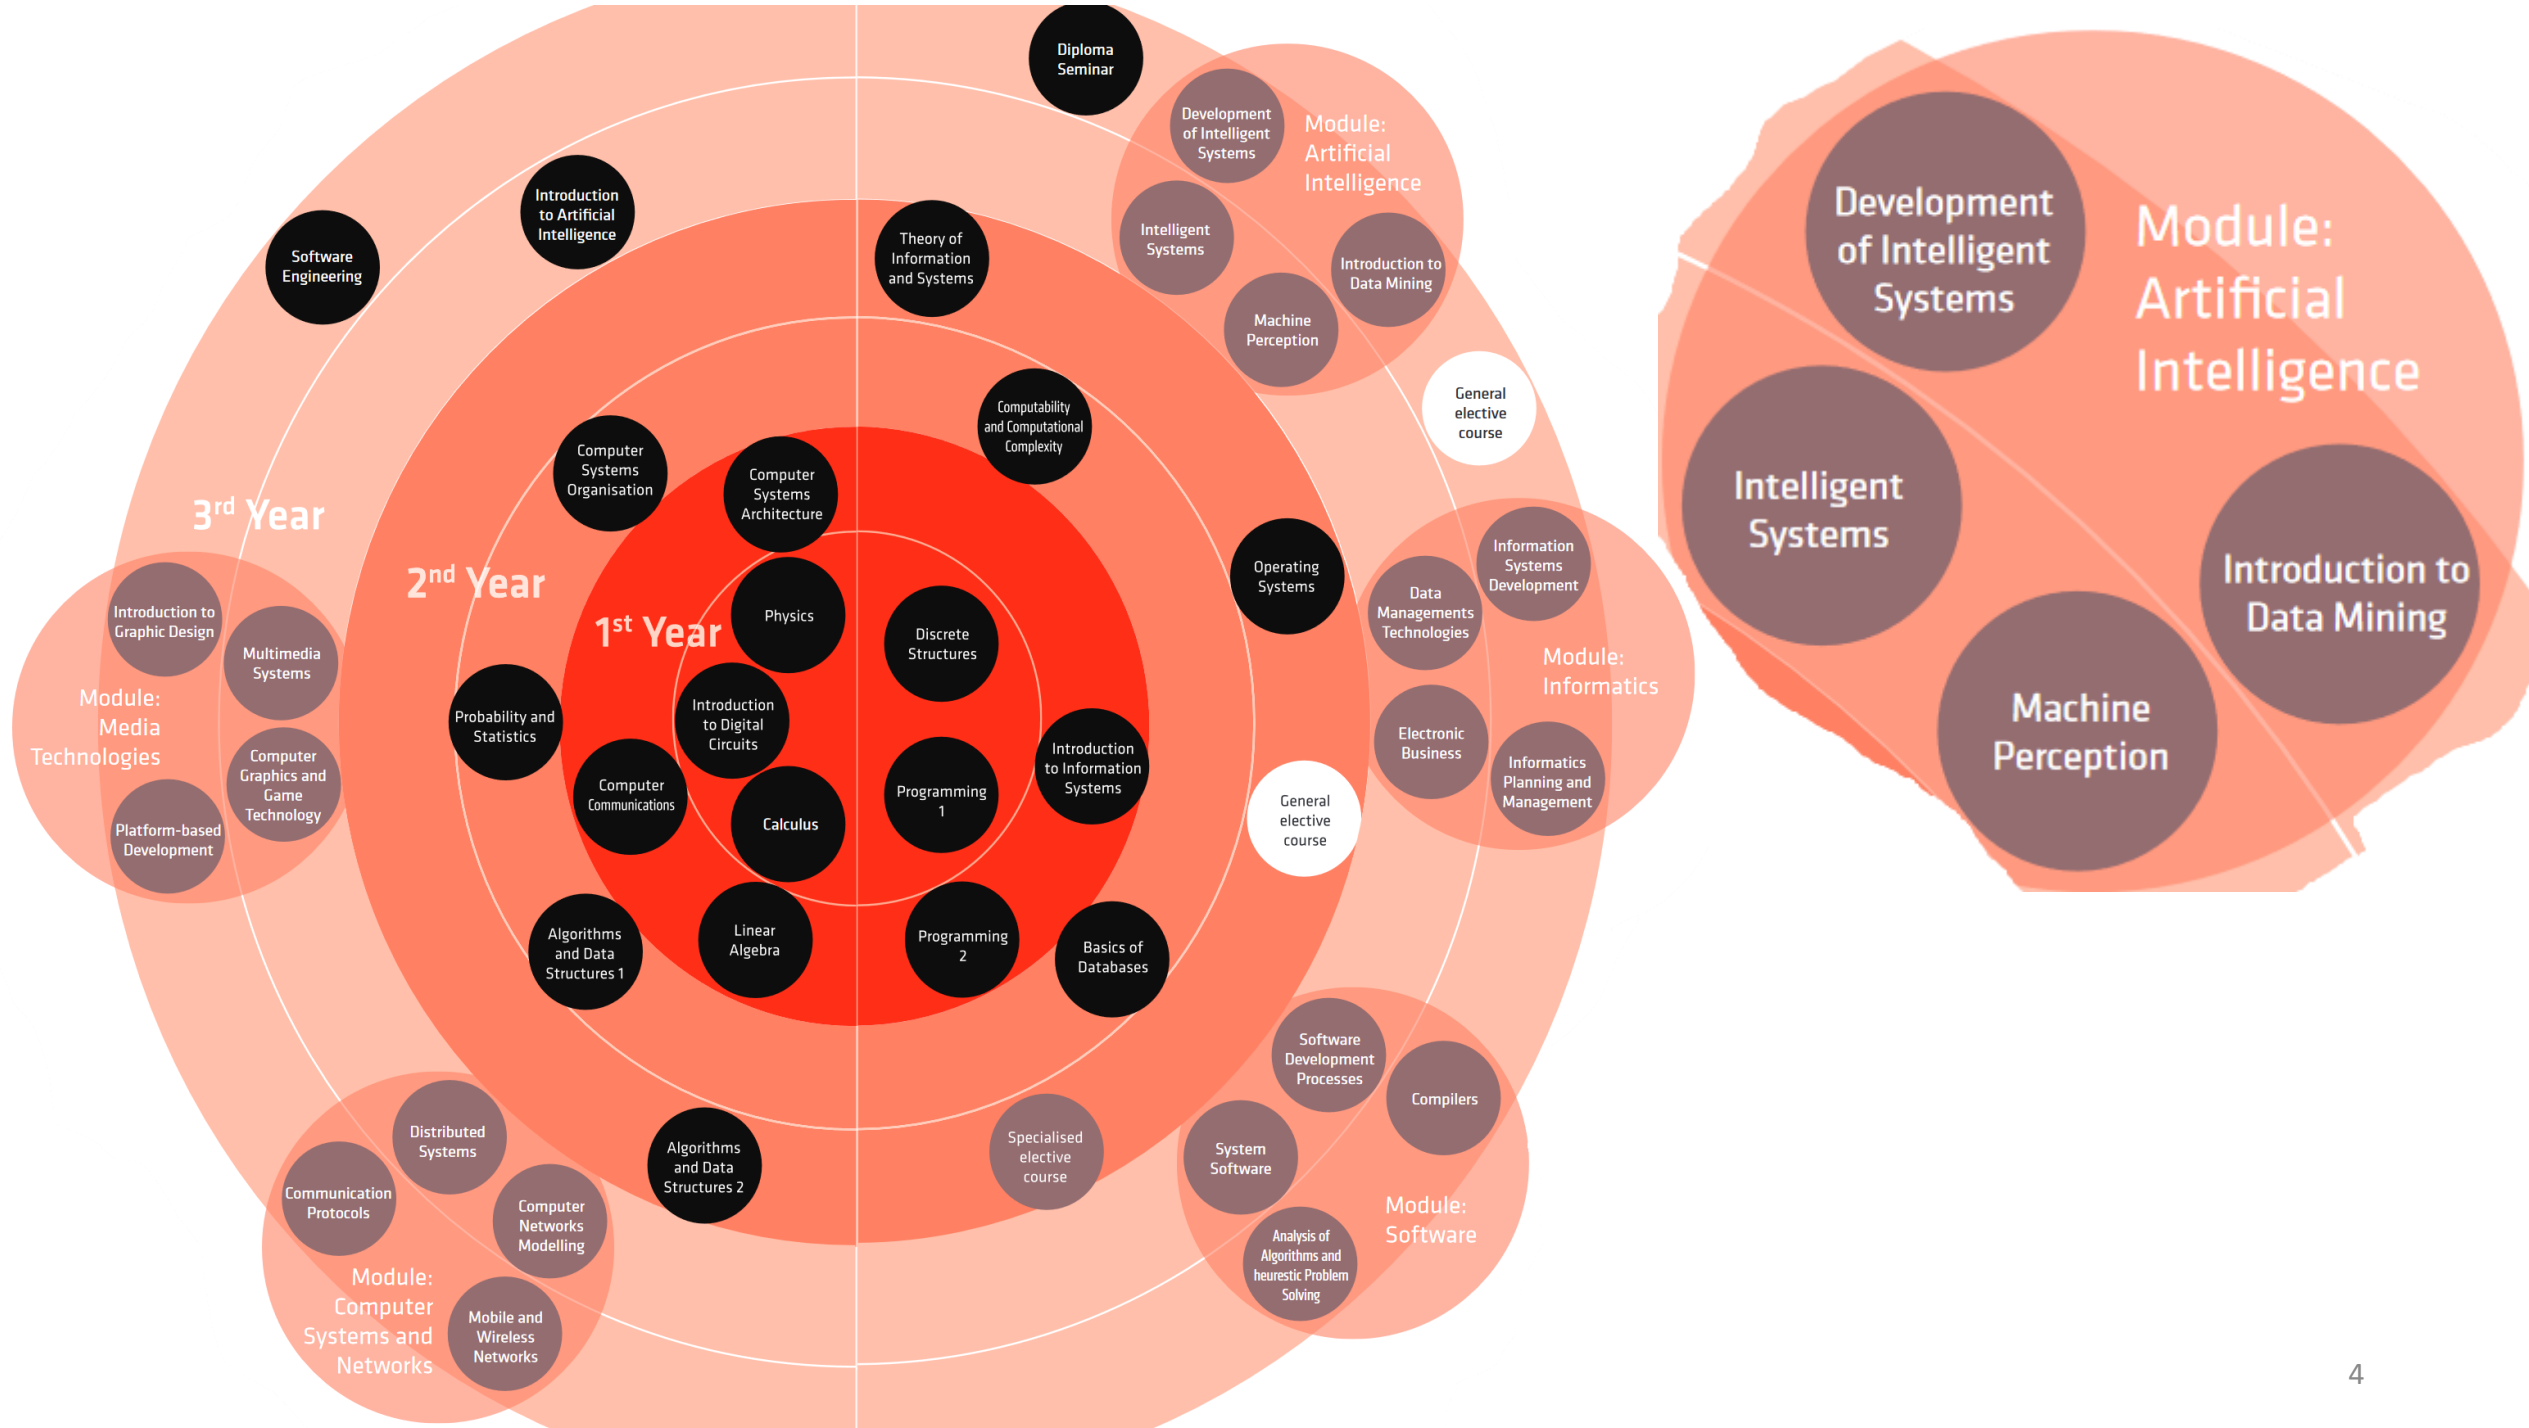 Diploma
Seminar
Development
of Intelligent
Systems
Module:
Artificial
Intelligence
Intelligent
Systems
Introduction to
Data Mining
Machine
Perception
Introduction
to Artificial
Intelligence
Software
Engineering
Theory of
Information
and Systems
General
elective
course
Computability
and Computational
Complexity
Computer
Systems
Organisation
Computer
Systems
Architecture
3rd Year
2nd Year
1st Year
Physics
Discrete
Structures
Operating
Systems
Information
Systems
Development
Data
Managements
Technologies
Module:
Informatics
Electronic
Business
Informatics
Planning and
Management
Introduction to
Graphic Design
Multimedia
Systems
Module:
Media
Technologies
Computer
Graphics and
Game
Technology
Platform-based
Development
Probability and
Statistics
Introduction
to Digital
Circuits
Computer
Communications
Calculus
Programming
1
Introduction
to Information
Systems
General
elective
course
Algorithms
and Data
Structures 1
Linear
Algebra
Programming
2
Basics of
Databases
Software
Development
Processes
Compilers
System
Software
Module:
Software
Analysis of
Algorithms and
heurestic Problem
Solving
Specialised
elective
course
Algorithms
and Data
Structures 2
Distributed
Systems
Communication
Protocols
Computer
Networks
Modelling
Module:
Computer
Systems and
Networks
Mobile and
Wireless
Networks
Development
of Intelligent
Systems
Module:
Artificial
Intelligence
Intelligent
Systems
Introduction to
Data Mining
Machine
Perception
4